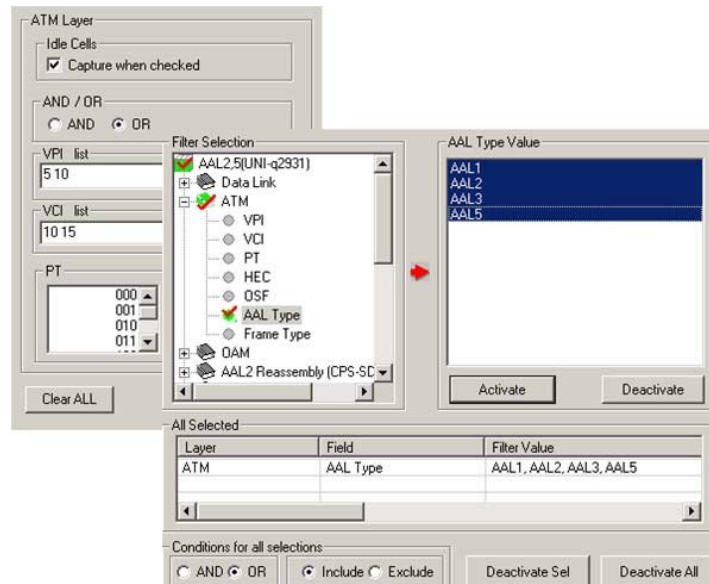 ATM Layer
Idle Cells
Capture when checked
AND / OR
AND OR
VPI list
5 10
VCI list
10 15
PT
000
001
010
011
Clear ALL
Filter Selection
AAL2,5(UNI-q2931)
Data Link
ATM
VPI
VCI
PT
HEC
OSF
AAL Type
Frame Type
OAM
AAL2 Reassembly (CPS-SD
AAL Type Value
AAL1
AAL2
AAL3
AAL5
Activate Deactivate
All Selected
Layer Field Filter Value
ATM AAL Type AAL1, AAL2, AAL3, AAL5
Conditions for all selections
AND OR Include Exclude Deactivate Sel Deactivate All